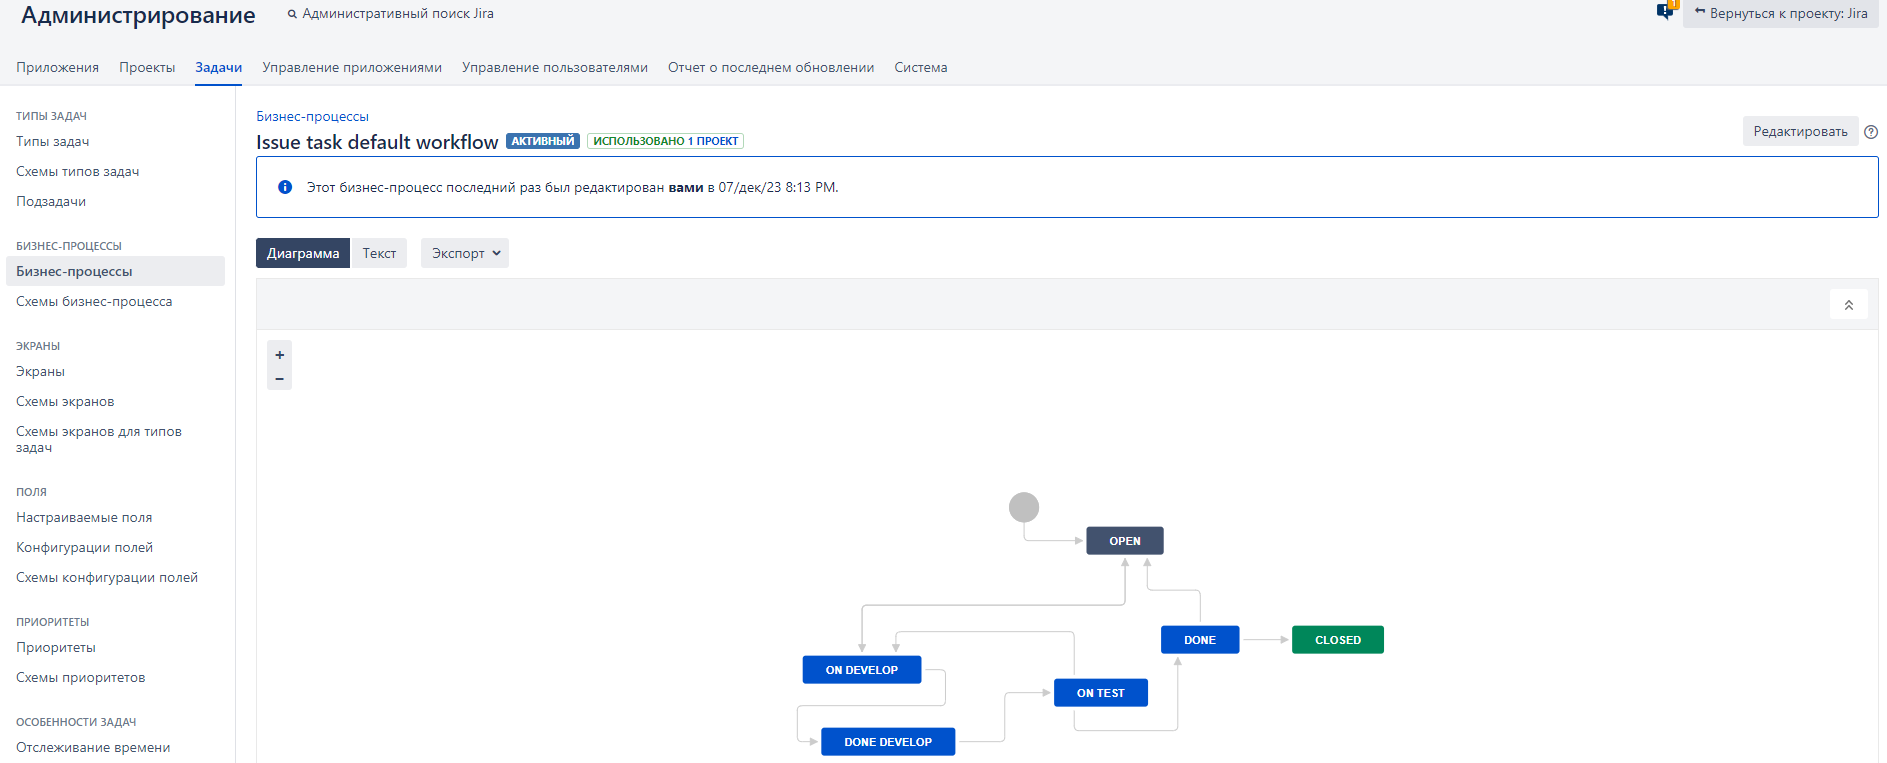 Администрирование
Административный поиск Jira
1
Вернуться к проекту: Jira
Приложения
Проекты
Задачи
Управление приложениями
Управление пользователями
Отчет о последнем обновлении
Система
ТИПЫ ЗАДАЧ
Типы задач
Схемы типов задач
Подзадачи
БИЗНЕС-ПРОЦЕССЫ
Бизнес-процессы
Схемы бизнес-процесса
ЭКРАНЫ
Экраны
Схемы экранов
Схемы экранов для типов
задач
ПОЛЯ
Настраиваемые поля
Конфигурации полей
Схемы конфигурации полей
ПРИОРИТЕТЫ
Приоритеты
Схемы приоритетов
ОСОБЕННОСТИ ЗАДАЧ
Отслеживание времени
Бизнес-процессы
Issue task default workflow АКТИВНЫЙ ИСПОЛЬЗОВАНО 1 ПРОЕКТ
Редактировать
Этот бизнес-процесс последний раз был редактирован вами в 07/дек/23 8:13 PM.
Диаграмма
Текст
Экспорт
+
−
OPEN
DONE
CLOSED
ON DEVELOP
ON TEST
DONE DEVELOP